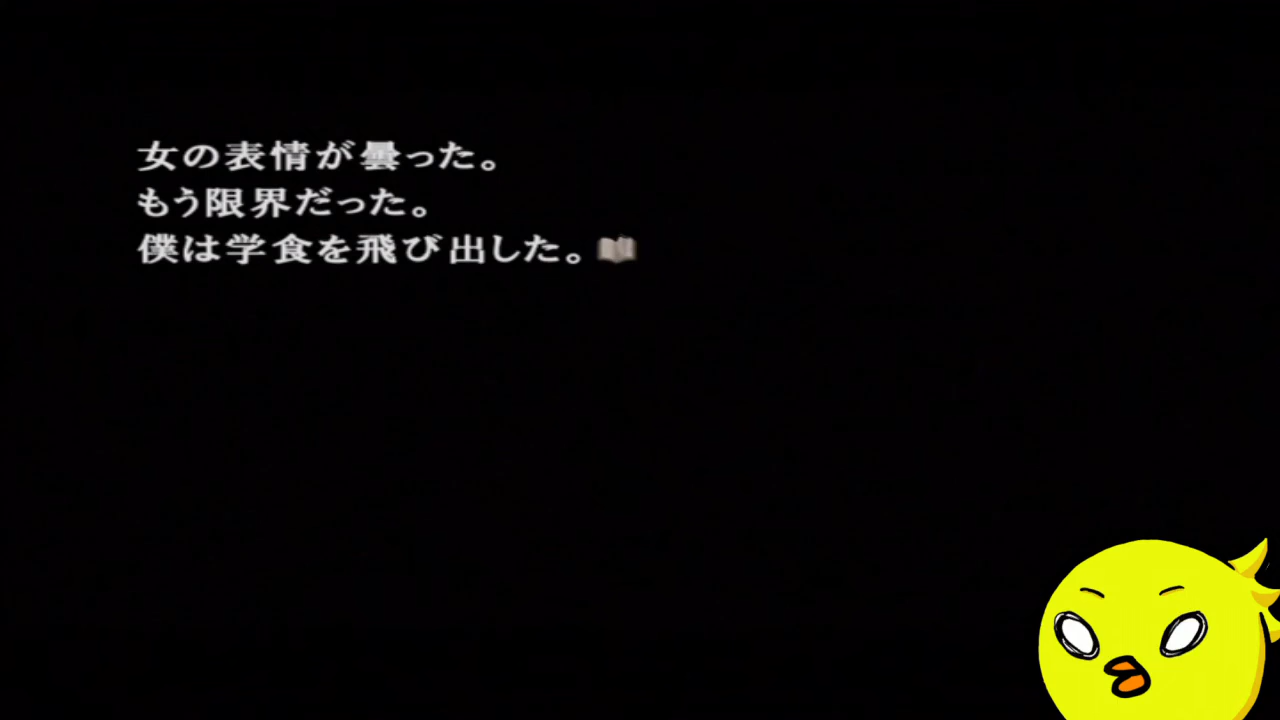 女の表情が曇った。
もう限界だった。
僕は学食を飛び出した。